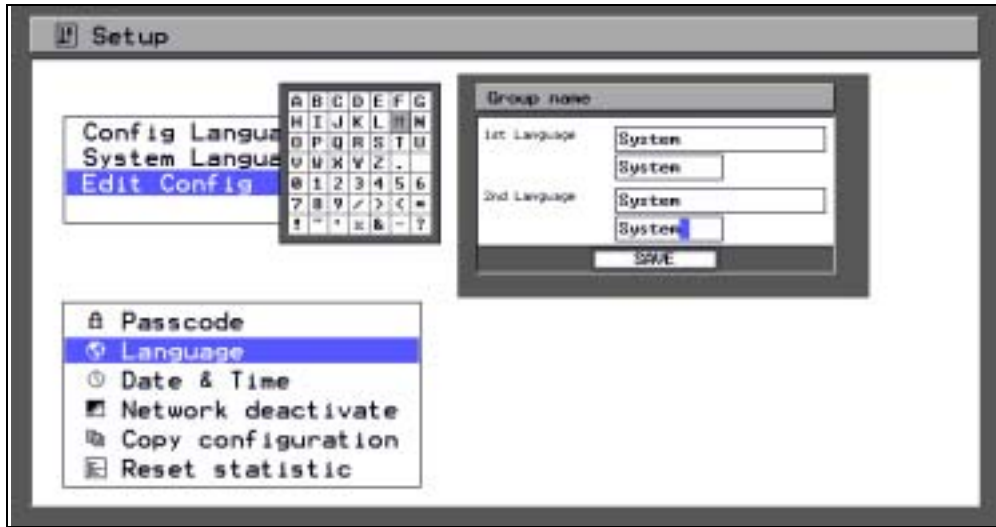 Setup
Config Langua
System Langua
Edit Config
A B C D E F G
H I J K L M N
O P Q R S T U
V W X Y Z .
0 1 2 3 4 5 6
7 8 9 / > <
! " ' & - ?
Group name
1st Language
System
System
2nd Language
System
System
SAVE
Passcode
Language
Date & Time
Network deactivate
Copy configuration
Reset statistic